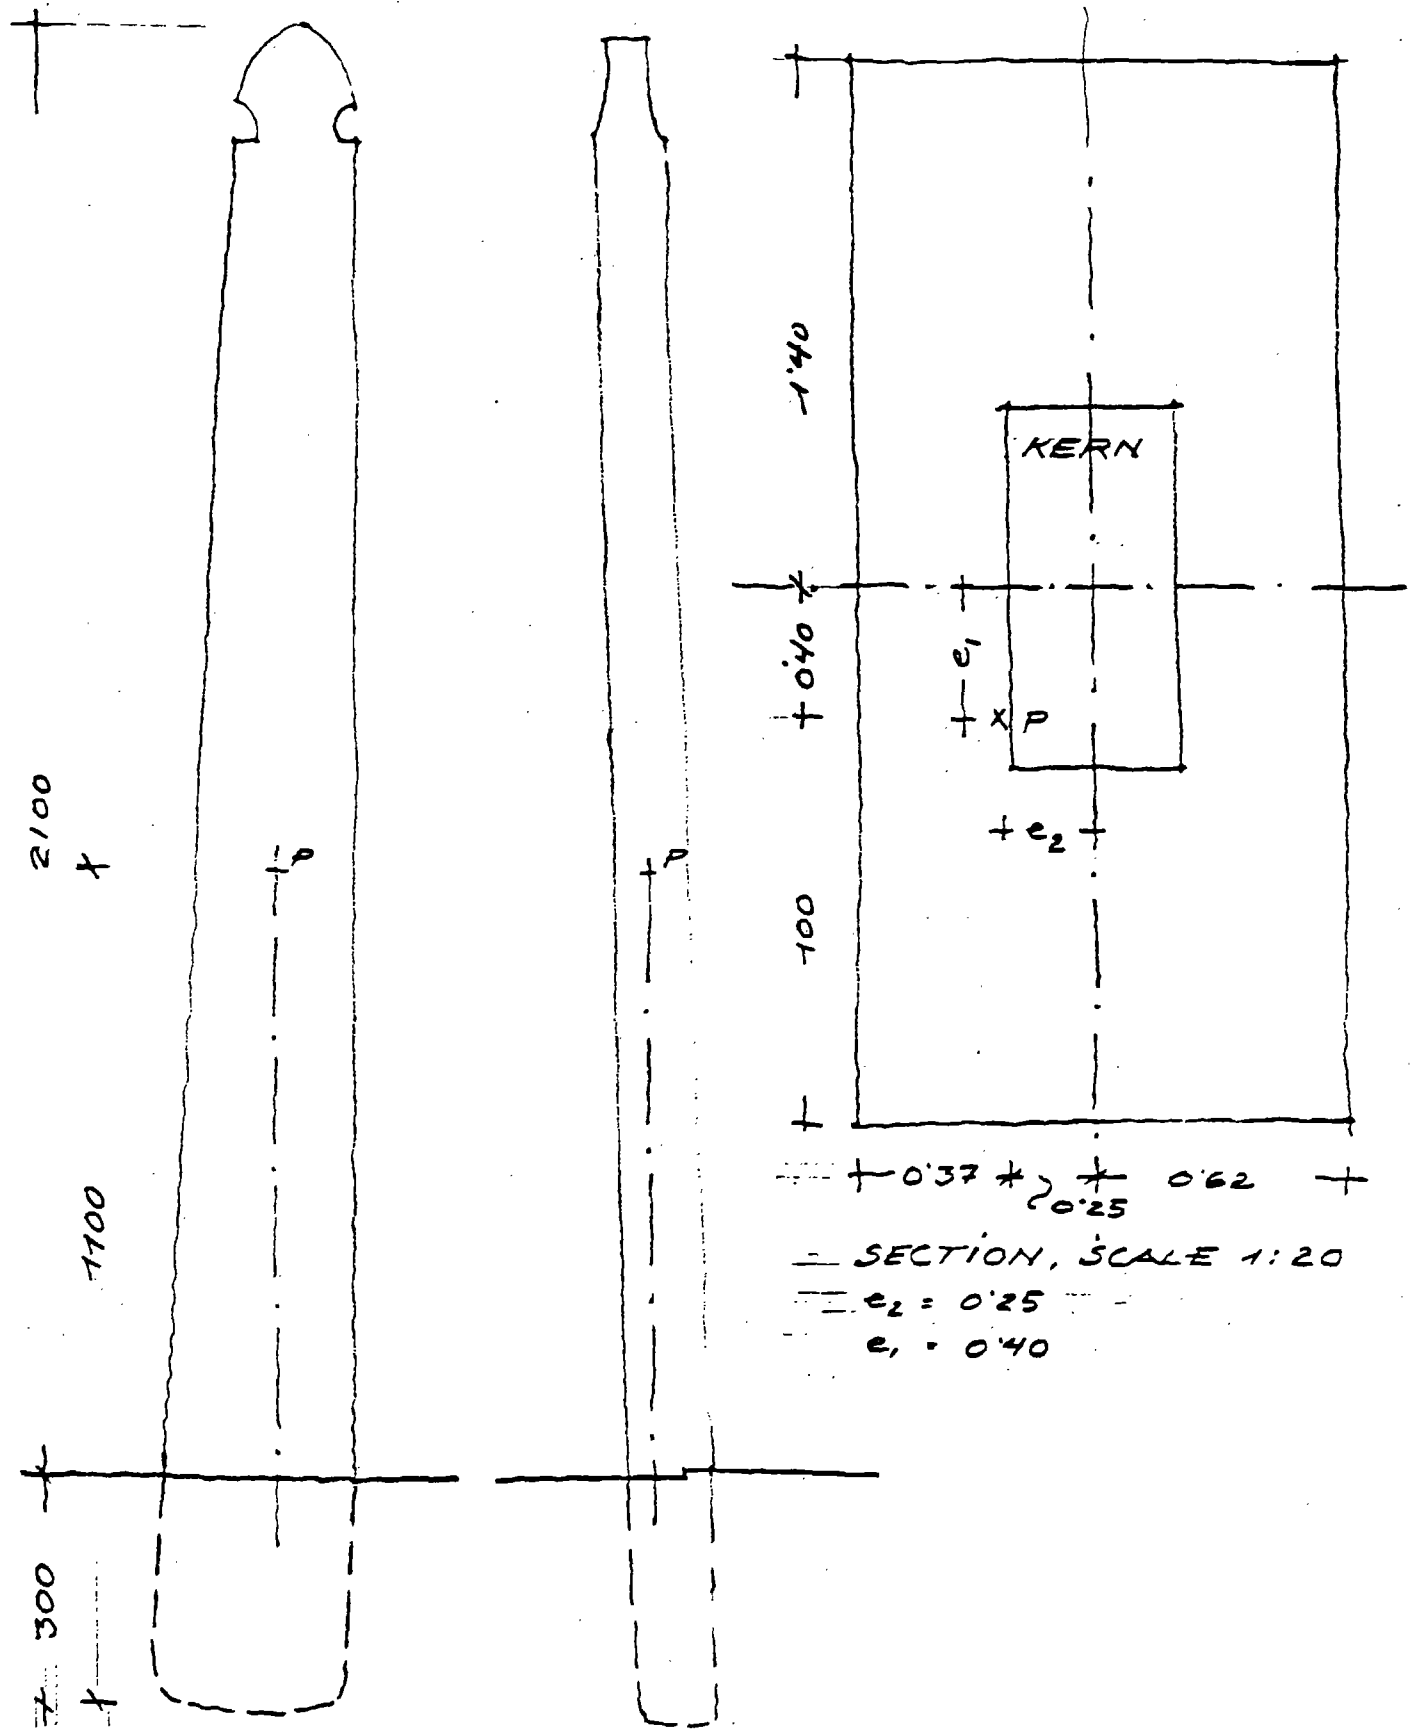 2100
1100
300
P
P
1'40
0'40
100
KERN
e₁
P
e₂
0'37
0'25
0'62
SECTION, SCALE 1:20
e₂ = 0'25
e₁ = 0'40